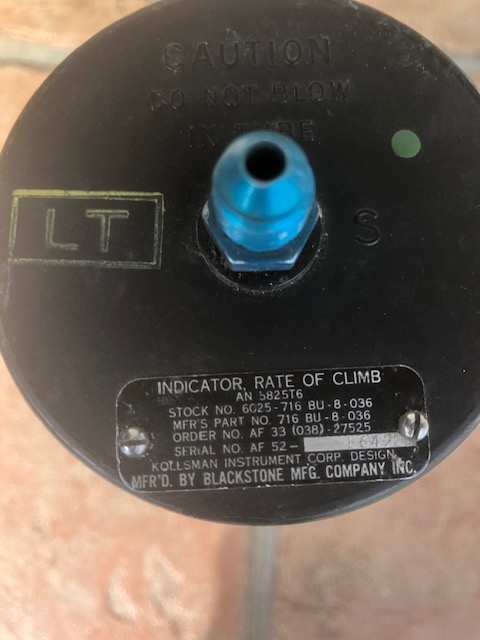 CAUTION
DO NOT BLOW
IN TUBE
LT
S
INDICATOR, RATE OF CLIMB
AN 5825T6
STOCK NO. 6025-716 BU-8-036
MFR'S PART NO. 716 BU-8-036
ORDER NO. AF 33 (038)-27525
SERIAL NO. AF 52-
KOLLSMAN INSTRUMENT CORP. DESIGN
MFR'D. BY BLACKSTONE MFG. COMPANY INC.